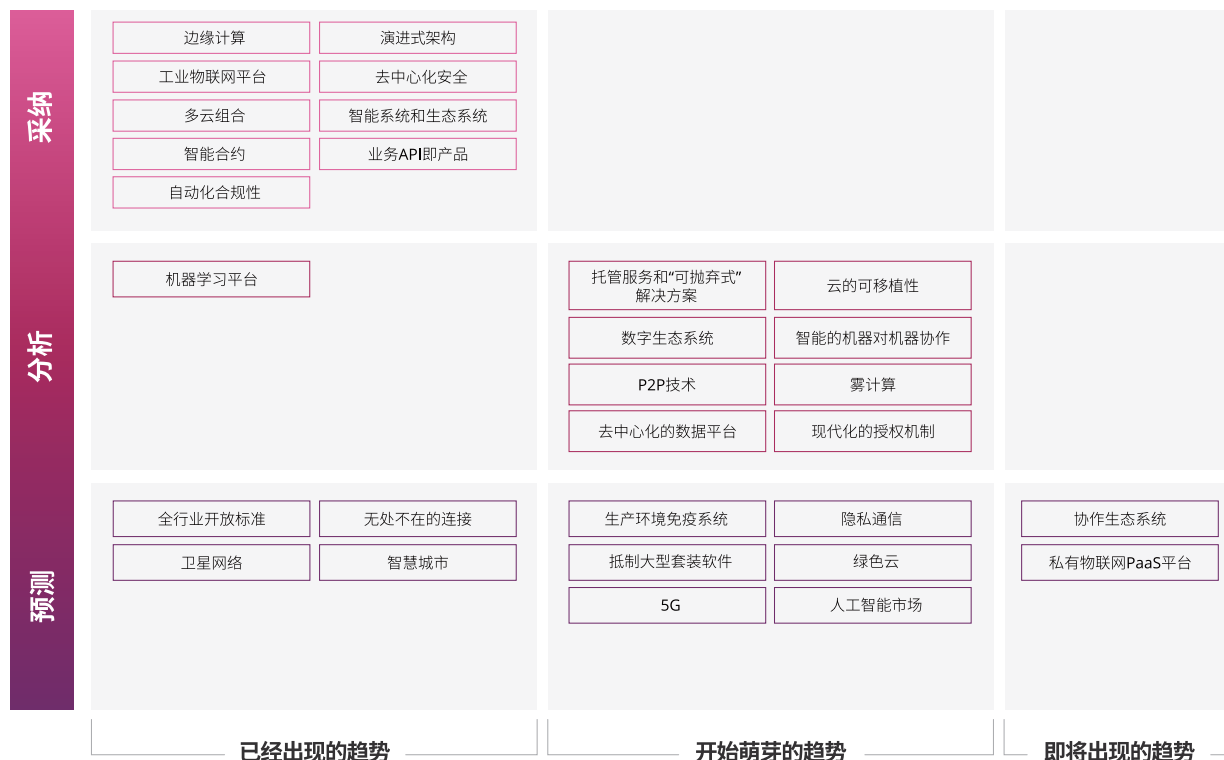 采纳
边缘计算
演进式架构
工业物联网平台
去中心化安全
多云组合
智能系统和生态系统
智能合约
业务API即产品
自动化合规性
分析
机器学习平台
托管服务和“可抛弃式”
解决方案
云的可移植性
数字生态系统
智能的机器对机器协作
P2P技术
雾计算
去中心化的数据平台
现代化的授权机制
预测
全行业开放标准
无处不在的连接
卫星网络
智慧城市
生产环境免疫系统
隐私通信
抵制大型套装软件
绿色云
5G
人工智能市场
协作生态系统
私有物联网PaaS平台
已经出现的趋势
开始萌芽的趋势
即将出现的趋势